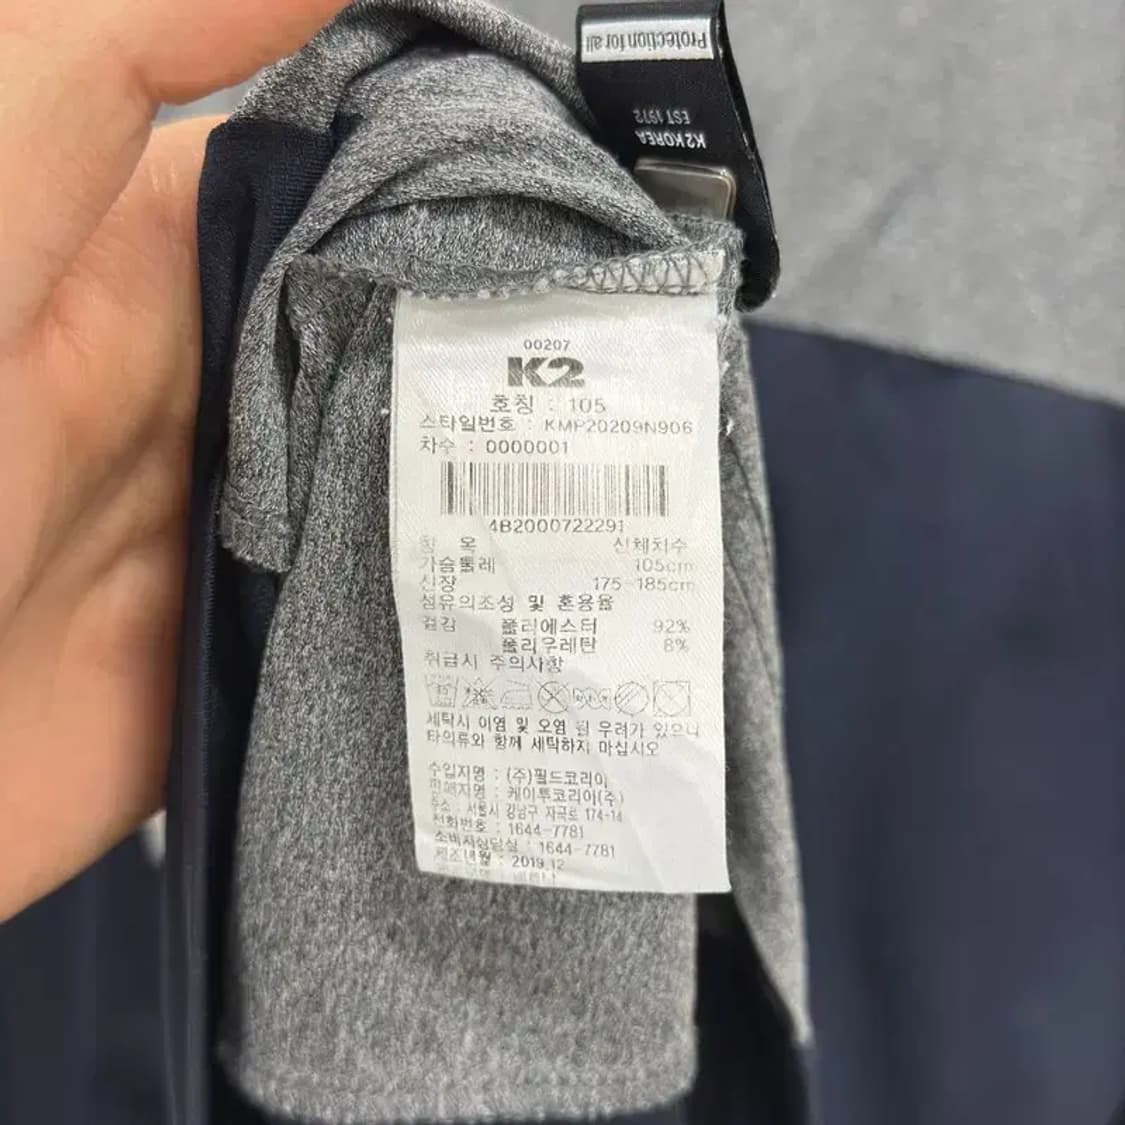 Protection for all
EST 1972
K2 KOREA
00207
K2
호칭 : 105
스타일번호 : KMP20209N906
차수 : 0000001
4B2000722291
항 목 신체치수
가슴둘레 105cm
신장 175-185cm
섬유의조성 및 혼용율
겉감 폴리에스터 92%
폴리우레탄 8%
취급시 주의사항
세탁시 이염 및 오염 될 우려가 있으니
타의류와 함께 세탁하지 마십시오
수입자명 : (주)필드코리아
판매자명 : 케이투코리아(주)
주소 : 서울시 강남구 자곡로 174-14
전화번호 : 1644-7781
소비자상담실 : 1644-7781
제조년월 : 2019.12
베트남